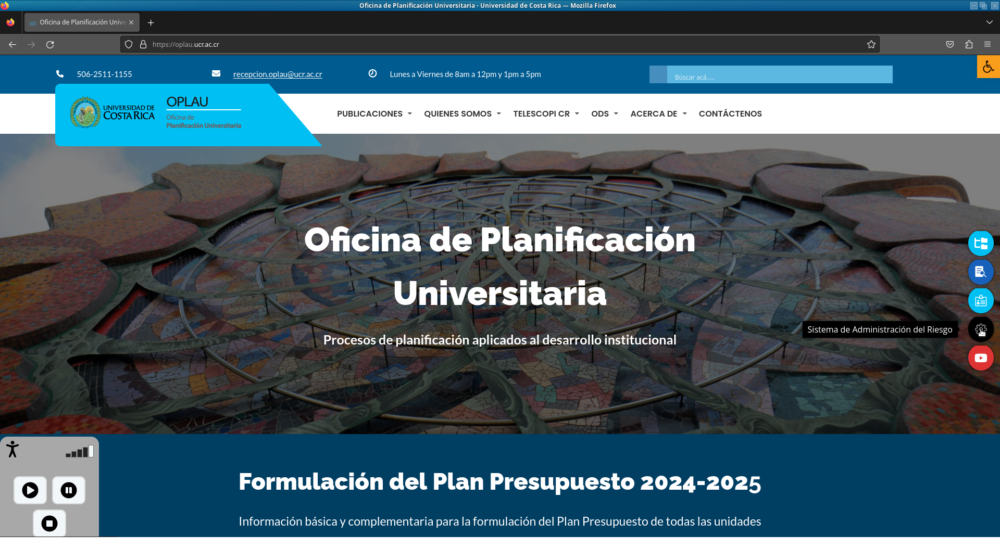 Oficina de Planificación Universitaria - Universidad de Costa Rica — Mozilla Firefox
Oficina de Planificación Unive
https://oplau.ucr.ac.cr
506-2511-1155
recepcion.oplau@ucr.ac.cr
Lunes a Viernes de 8am a 12pm y 1pm a 5pm
Búscar acá.....
UNIVERSIDAD DE
COSTA RICA
OPLAU
Oficina de
Planificación Universitaria
PUBLICACIONES
QUIENES SOMOS
TELESCOPI CR
ODS
ACERCA DE
CONTÁCTENOS
Oficina de Planificación
Universitaria
Procesos de planificación aplicados al desarrollo institucional
Sistema de Administración del Riesgo
Formulación del Plan Presupuesto 2024-2025
Información básica y complementaria para la formulación del Plan Presupuesto de todas las unidades